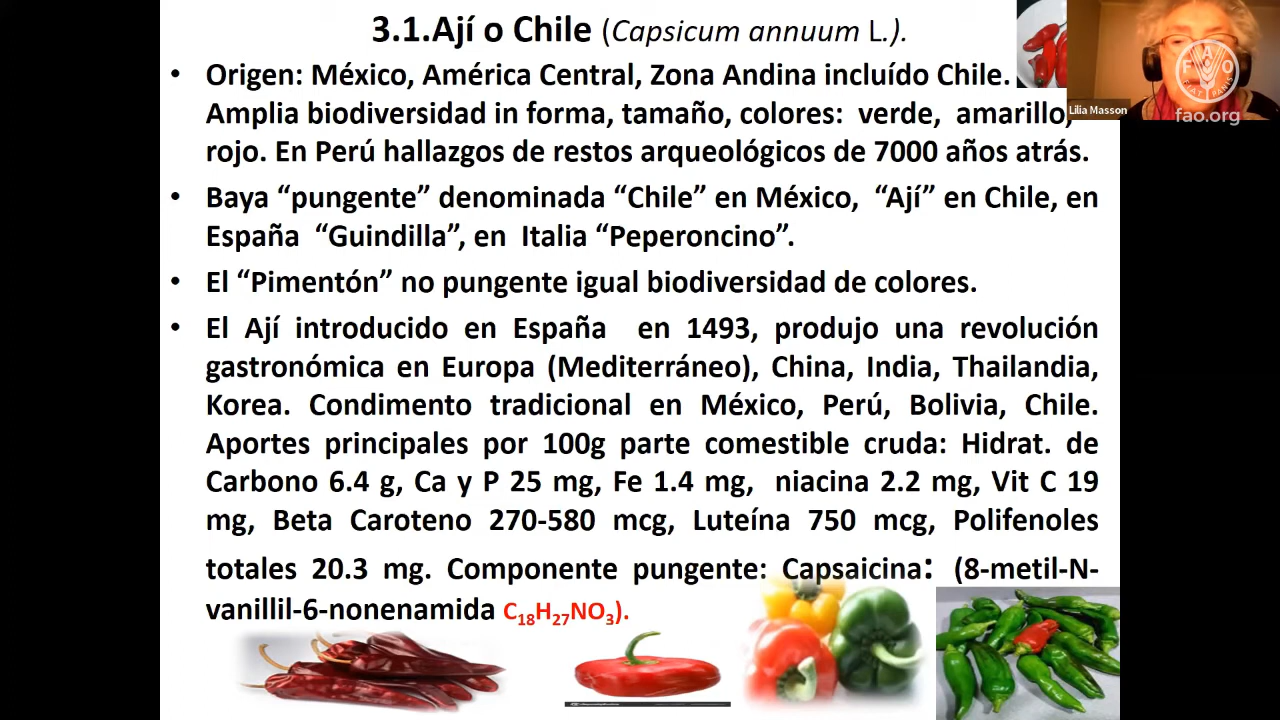 3.1.Ají o Chile (Capsicum annuum L.).
• Origen: México, América Central, Zona Andina incluído Chile.
Amplia biodiversidad in forma, tamaño, colores: verde, amarillo,
rojo. En Perú hallazgos de restos arqueológicos de 7000 años atrás.
• Baya “pungente” denominada “Chile” en México, “Ají” en Chile, en
España “Guindilla”, en Italia “Peperoncino”.
• El “Pimentón” no pungente igual biodiversidad de colores.
• El Ají introducido en España en 1493, produjo una revolución
gastronómica en Europa (Mediterráneo), China, India, Thailandia,
Korea. Condimento tradicional en México, Perú, Bolivia, Chile.
Aportes principales por 100g parte comestible cruda: Hidrat. de
Carbono 6.4 g, Ca y P 25 mg, Fe 1.4 mg, niacina 2.2 mg, Vit C 19
mg, Beta Caroteno 270-580 mcg, Luteína 750 mcg, Polifenoles
totales 20.3 mg. Componente pungente: Capsaicina: (8-metil-N-
vanillil-6-nonenamida C₁₈H₂₇NO₃).
Lilia Masson
FAO
FIAT PANIS
fao.org